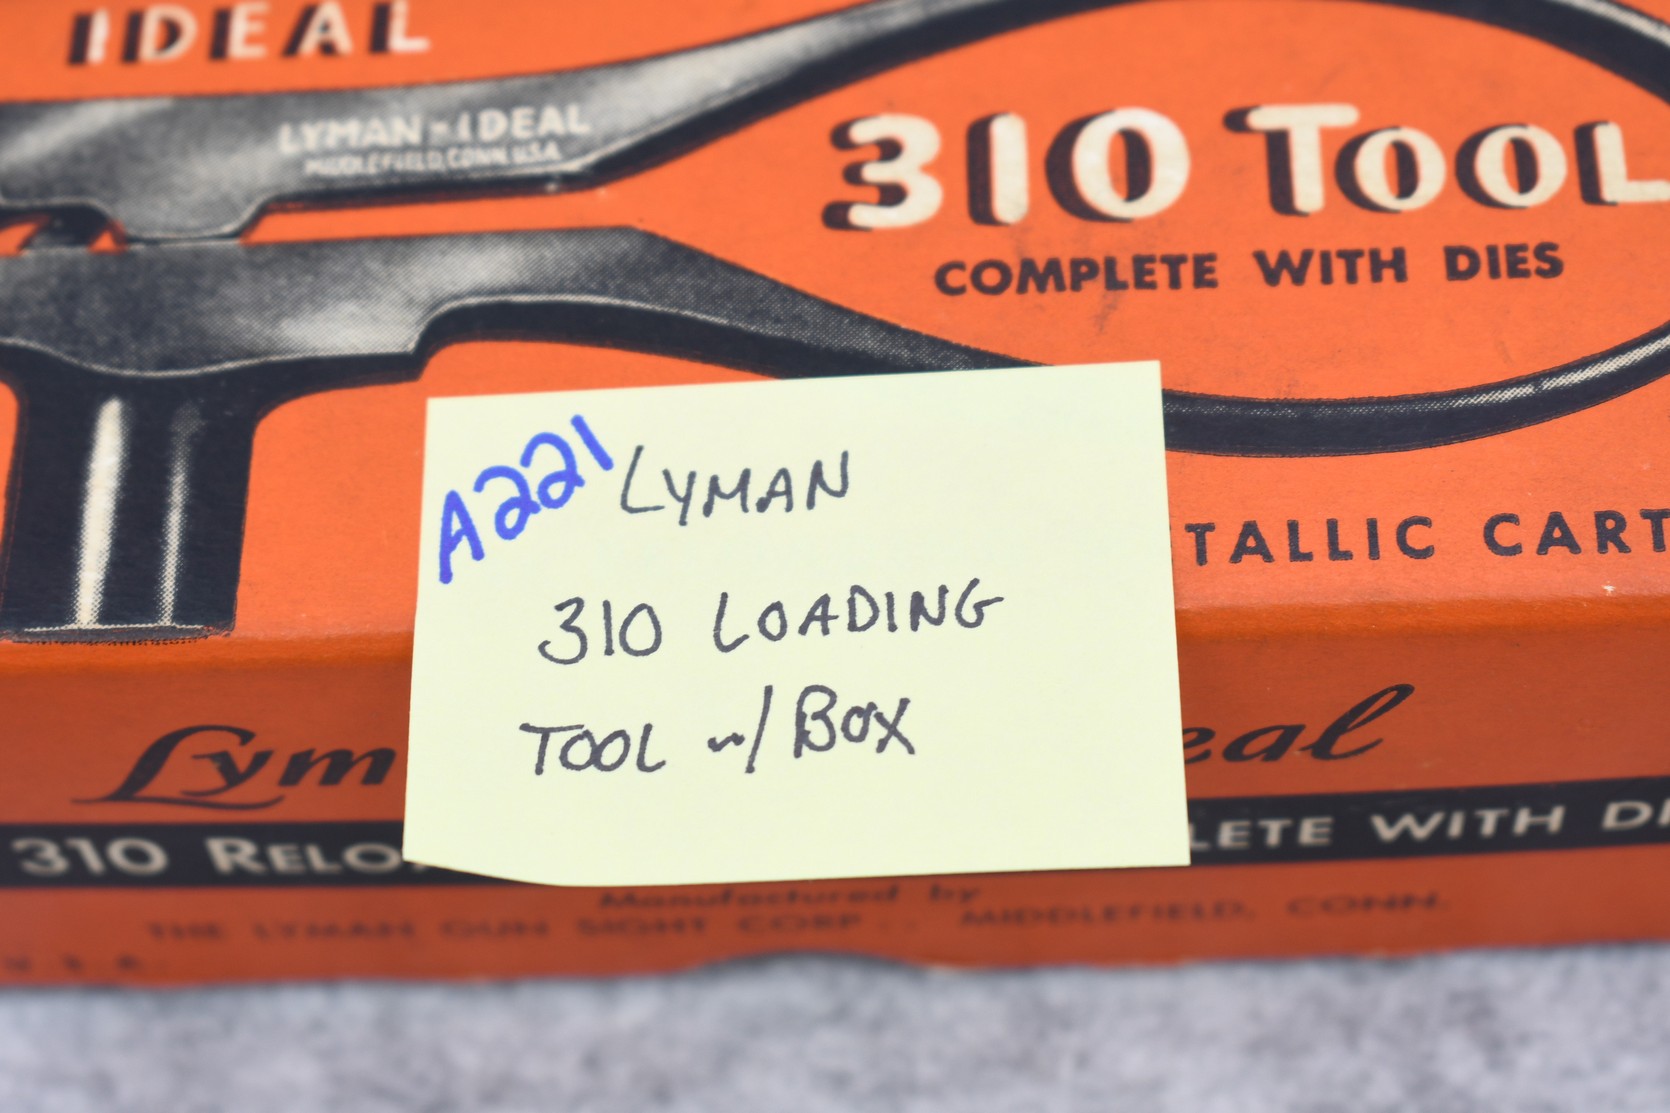 IDEAL
LYMAN-IDEAL
MIDDLEFIELD, CONN. U.S.A.
310 TOOL
COMPLETE WITH DIES
TALLIC CART
A221
LYMAN
310 LOADING
TOOL w/ BOX
Lym eal
310 RELO LETE WITH DI
Manufactured by
THE LYMAN GUN SIGHT CORP.. MIDDLEFIELD, CONN.